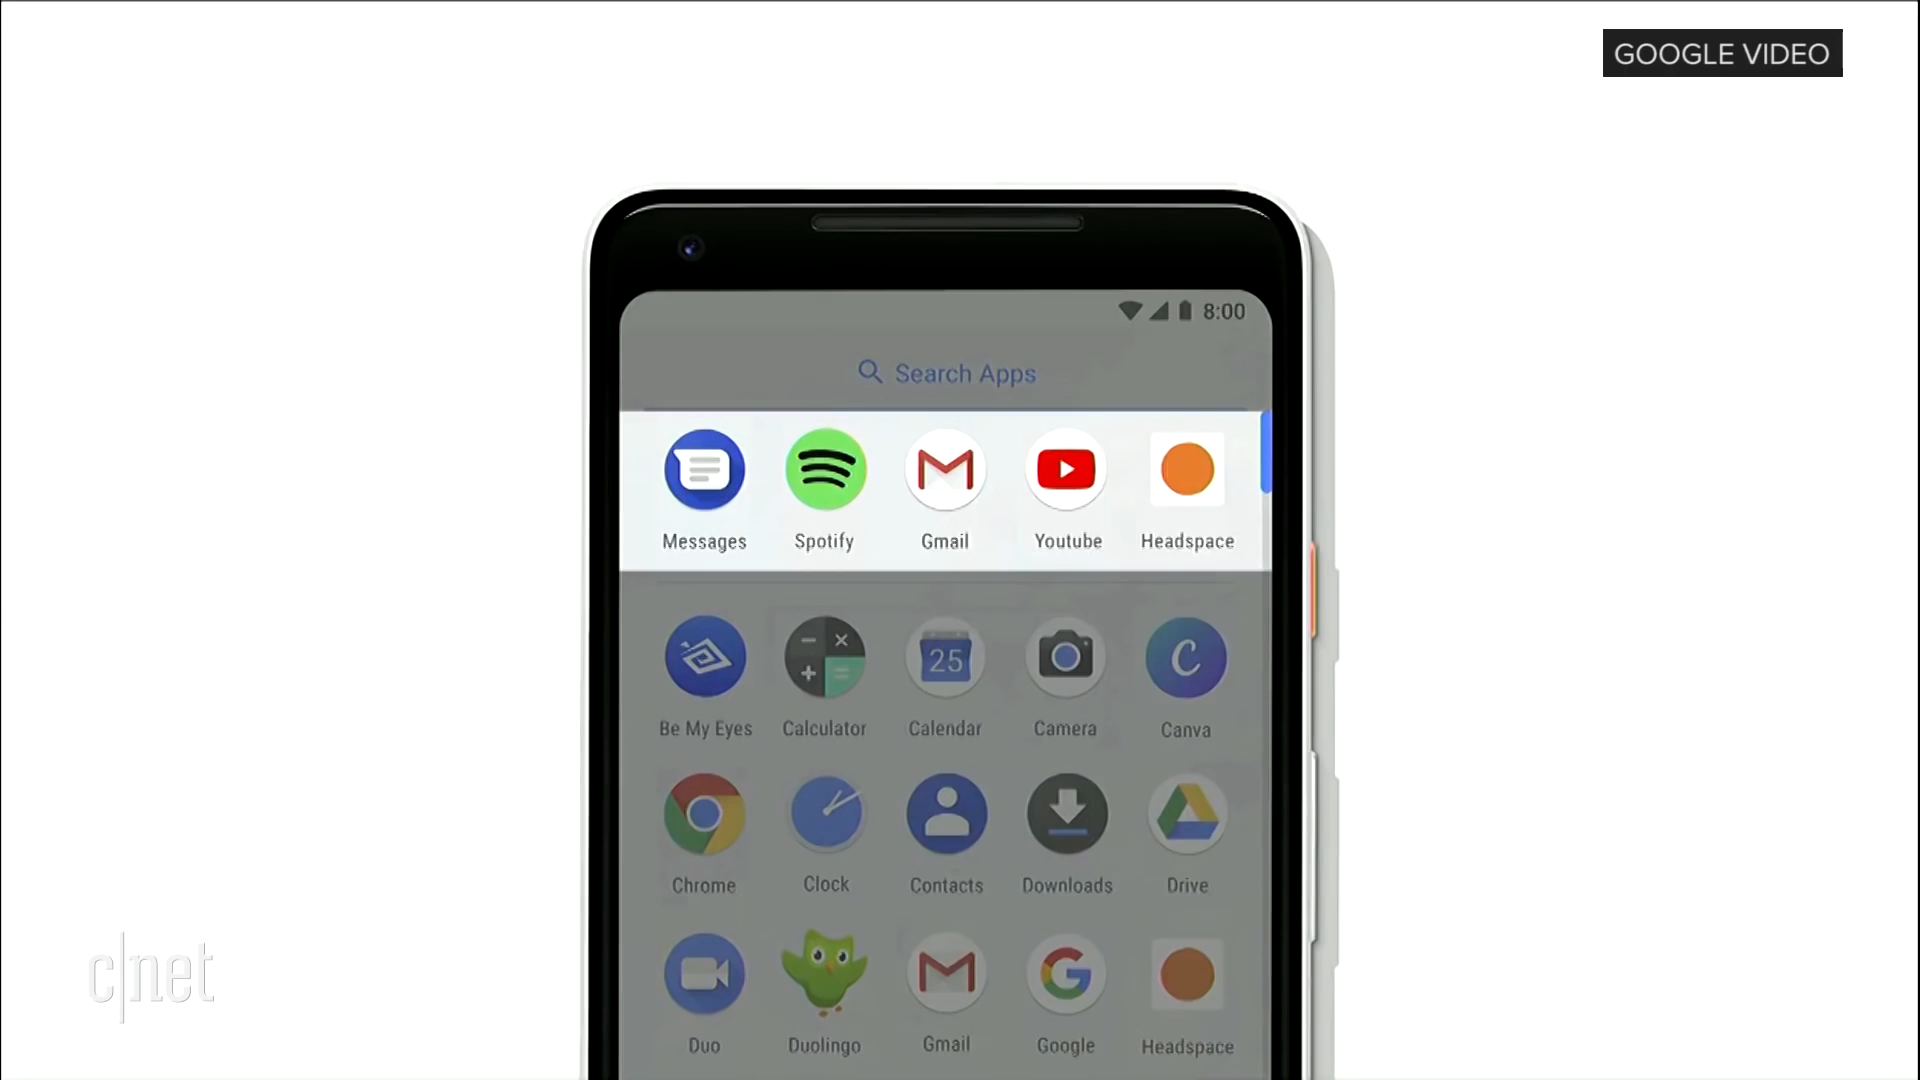 GOOGLE VIDEO
8:00
Search Apps
Messages Spotify Gmail Youtube Headspace
25
C
Be My Eyes Calculator Calendar Camera Canva
Chrome Clock Contacts Downloads Drive
G
Duo Duolingo Gmail Google Headspace
c|net